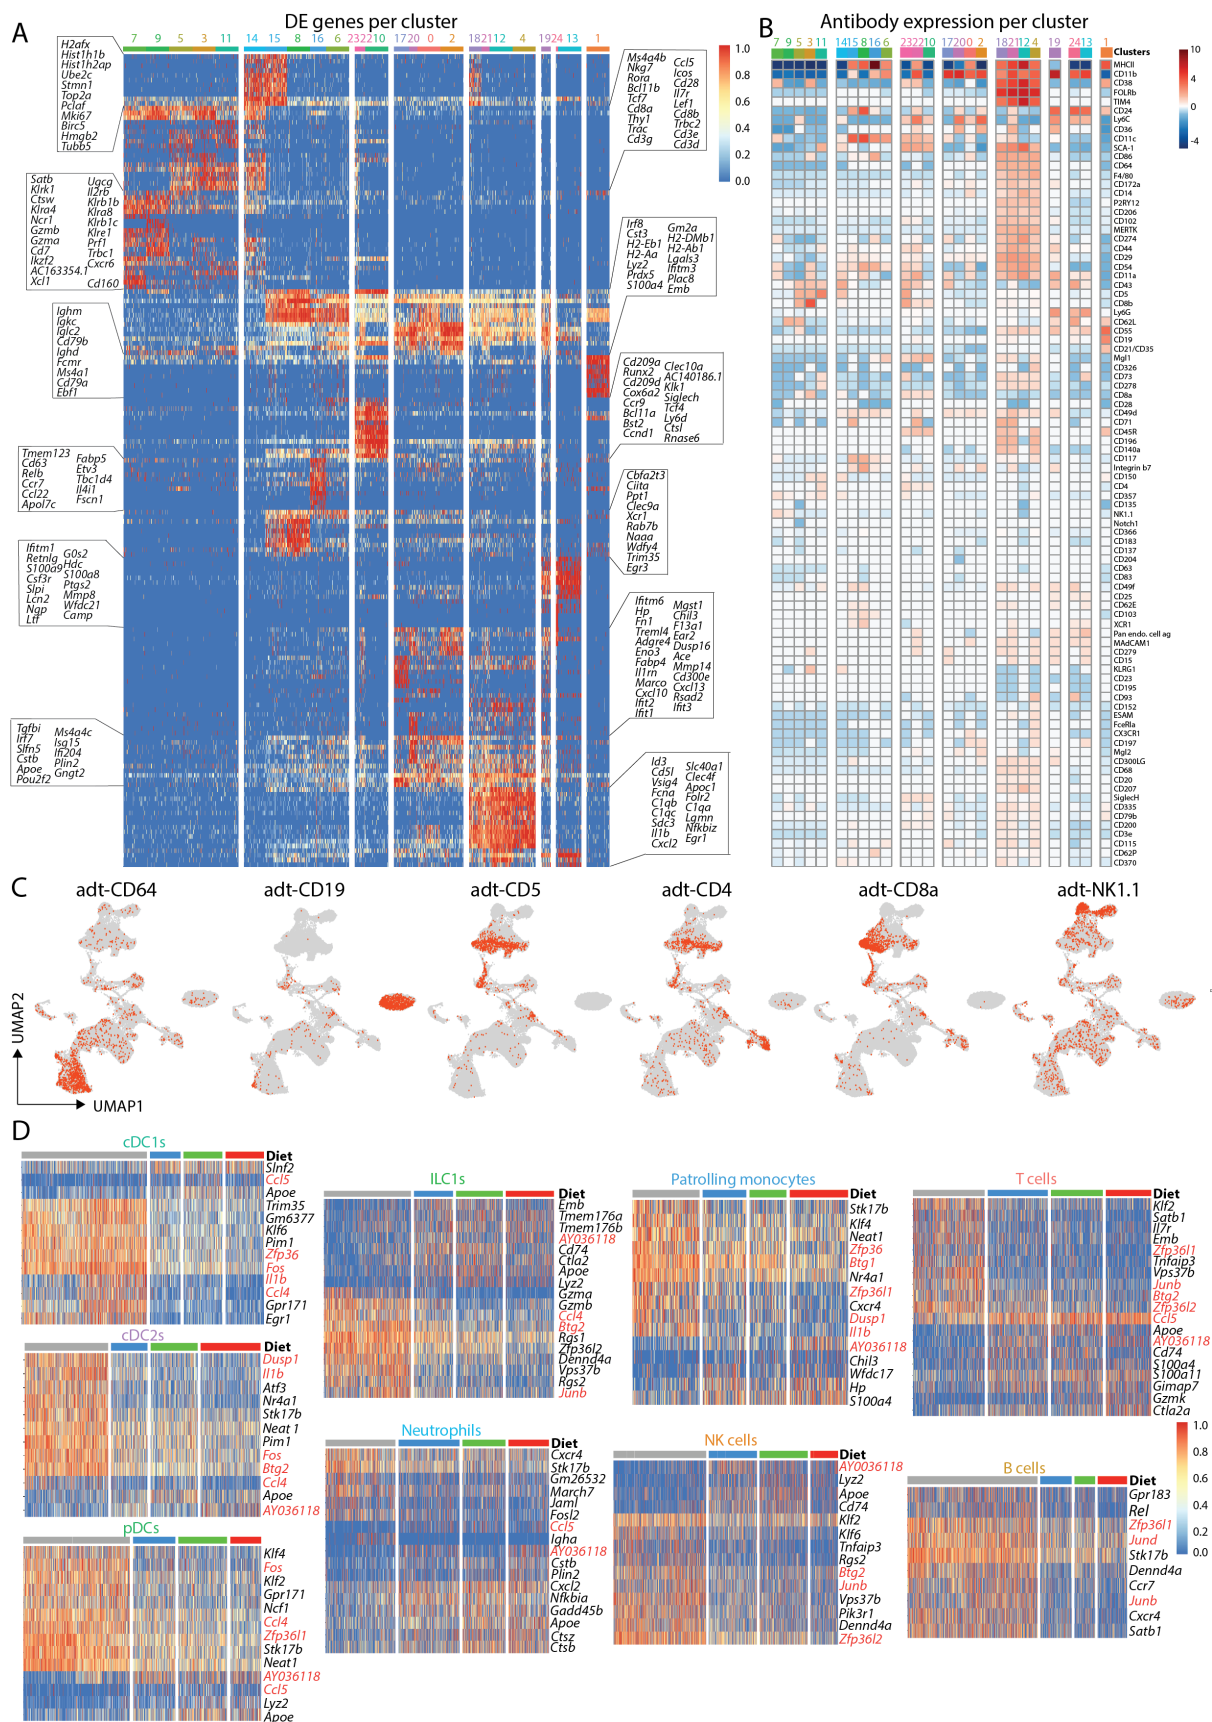 A
DE genes per cluster
7 9 5 3 11 14 15 8 16 6 23 22 10 17 20 0 2 18 21 12 4 19 24 13 1
H2afx
Hist1h1b
Hist1h2ap
Ube2c
Stmn1
Top2a
Pclaf
Mki67
Birc5
Hmgb2
Tubb5
Satb
Klrk1
Ctsw
Klra4
Ncr1
Gzmb
Gzma
Cd7
Ikzf2
AC163354.1
Xcl1
Ugcg
Il2rb
Klrb1b
Klra8
Klrb1c
Klre1
Prf1
Trbc1
Cxcr6
Cd160
Ighm
Igkc
Iglc2
Cd79b
Ighd
Fcmr
Ms4a1
Cd79a
Ebf1
Tmem123
Cd63
Relb
Ccr7
Ccl22
Apol7c
Fabp5
Etv3
Tbc1d4
Il4i1
Fscn1
Ifitm1
Retnlg
S100a9
Csf3r
Slpi
Lcn2
Ngp
Ltf
G0s2
Hdc
S100a8
Ptgs2
Mmp8
Wfdc21
Camp
Tgfbi
Irf7
Slfn5
Cstb
Apoe
Pou2f2
Ms4a4c
Isg15
Ifi204
Plin2
Gngt2
Ms4a4b
Nkg7
Rora
Bcl11b
Tcf7
Cd8a
Thy1
Trac
Cd3g
Ccl5
Icos
Cd28
Il7r
Lef1
Cd8b
Trbc2
Cd3e
Cd3d
1.0
0.8
0.6
0.4
0.2
0.0
Irf8
Cst3
H2-Eb1
H2-Aa
Lyz2
Prdx5
S100a4
Gm2a
H2-DMb1
H2-Ab1
Lgals3
Ifitm3
Plac8
Emb
Cd209a
Runx2
Cd209d
Cox6a2
Ccr9
Bcl11a
Bst2
Ccnd1
Clec10a
AC140186.1
Klk1
Siglech
Tcf4
Ly6d
Ctsl
Rnase6
Cbfa2t3
Ciita
Ppt1
Clec9a
Xcr1
Rab7b
Naaa
Wdfy4
Trim35
Egr3
Ifitm6
Hp
Fn1
Treml4
Adgre4
Eno3
Fabp4
Il1rn
Marco
Cxcl10
Ifit2
Ifit1
Mgst1
Chil3
F13a1
Ear2
Dusp16
Ace
Mmp14
Cd300e
Cxcl13
Rsad2
Ifit3
Id3
Cd5l
Vsig4
Fcna
C1qb
C1qc
Sdc3
Il1b
Cxcl2
Slc40a1
Clec4f
Apoc1
Folr2
C1qa
Lgmn
Nfkbiz
Egr1
B
Antibody expression per cluster
7 9 5 3 11 14 15 8 16 6 23 22 10 17 20 0 2 18 21 12 4 19 24 13 1
Clusters
MHCII
CD11b
CD38
FOLRb
TIM4
CD24
Ly6C
CD36
CD11c
SCA-1
CD86
CD64
F4/80
CD172a
CD14
P2RY12
CD206
CD102
MERTK
CD274
CD44
CD29
CD54
CD11a
CD43
CD5
CD8b
Ly6G
CD62L
CD55
CD19
CD21/CD35
Mgl1
CD326
CD73
CD278
CD8a
CD28
CD49d
CD71
CD45R
CD196
CD140a
CD117
Integrin b7
CD150
CD4
CD357
CD135
NK1.1
Notch1
CD366
CD183
CD137
CD204
CD63
CD83
CD49f
CD25
CD62E
CD103
XCR1
Pan endo. cell ag
MAdCAM1
CD279
CD15
KLRG1
CD23
CD195
CD93
CD152
ESAM
FceRIa
CX3CR1
CD197
Mgl2
CD300LG
CD68
CD20
CD207
SiglecH
CD335
CD79b
CD200
CD3e
CD115
CD62P
CD370
10
4
0
-4
C
adt-CD64
adt-CD19
adt-CD5
adt-CD4
adt-CD8a
adt-NK1.1
UMAP2
UMAP1
D
cDC1s
Diet
Slnf2
Ccl5
Apoe
Trim35
Gm6377
Klf6
Pim1
Zfp36
Fos
Il1b
Ccl4
Gpr171
Egr1
cDC2s
Diet
Dusp1
Il1b
Atf3
Nr4a1
Stk17b
Neat 1
Pim1
Fos
Btg2
Ccl4
Apoe
AY036118
pDCs
Diet
Klf4
Fos
Klf2
Gpr171
Ncf1
Ccl4
Zfp36l1
Stk17b
Neat1
AY036118
Ccl5
Lyz2
Apoe
ILC1s
Diet
Emb
Tmem176a
Tmem176b
AY036118
Cd74
Ctla2
Apoe
Lyz2
Gzma
Gzmb
Ccl4
Btg2
Rgs1
Zfp36l2
Dennd4a
Vps37b
Rgs2
Junb
Neutrophils
Diet
Cxcr4
Stk17b
Gm26532
March7
Jaml
Fosl2
Ccl5
Igha
AY036118
Cstb
Plin2
Cxcl2
Nfkbia
Gadd45b
Apoe
Ctsz
Ctsb
Patrolling monocytes
Diet
Stk17b
Klf4
Neat1
Zfp36
Btg1
Nr4a1
Zfp36l1
Cxcr4
Dusp1
Il1b
AY036118
Chil3
Wfdc17
Hp
S100a4
NK cells
Diet
AY0036118
Lyz2
Apoe
Cd74
Klf2
Klf6
Tnfaip3
Rgs2
Btg2
Junb
Vps37b
Pik3r1
Dennd4a
Zfp36l2
T cells
Diet
Klf2
Satb1
Il7r
Emb
Zfp36l1
Tnfaip3
Vps37b
Junb
Btg2
Zfp36l2
Ccl5
Apoe
AY036118
Cd74
S100a4
S100a11
Gimap7
Gzmk
Ctla2a
1.0
0.8
0.6
0.4
0.2
0.0
B cells
Diet
Gpr183
Rel
Zfp36l1
Jund
Stk17b
Dennd4a
Ccr7
Junb
Cxcr4
Satb1